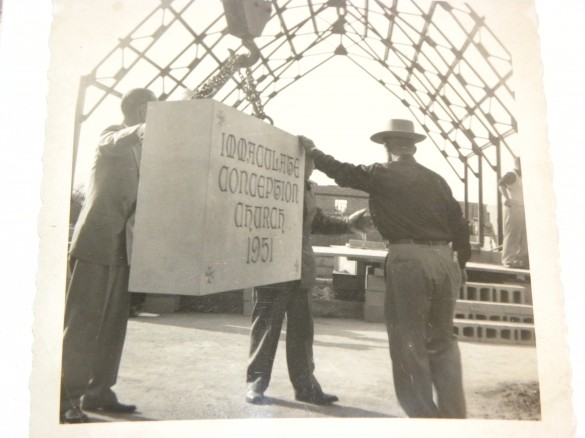 IMMACULATE
CONCEPTION
CHURCH
1951